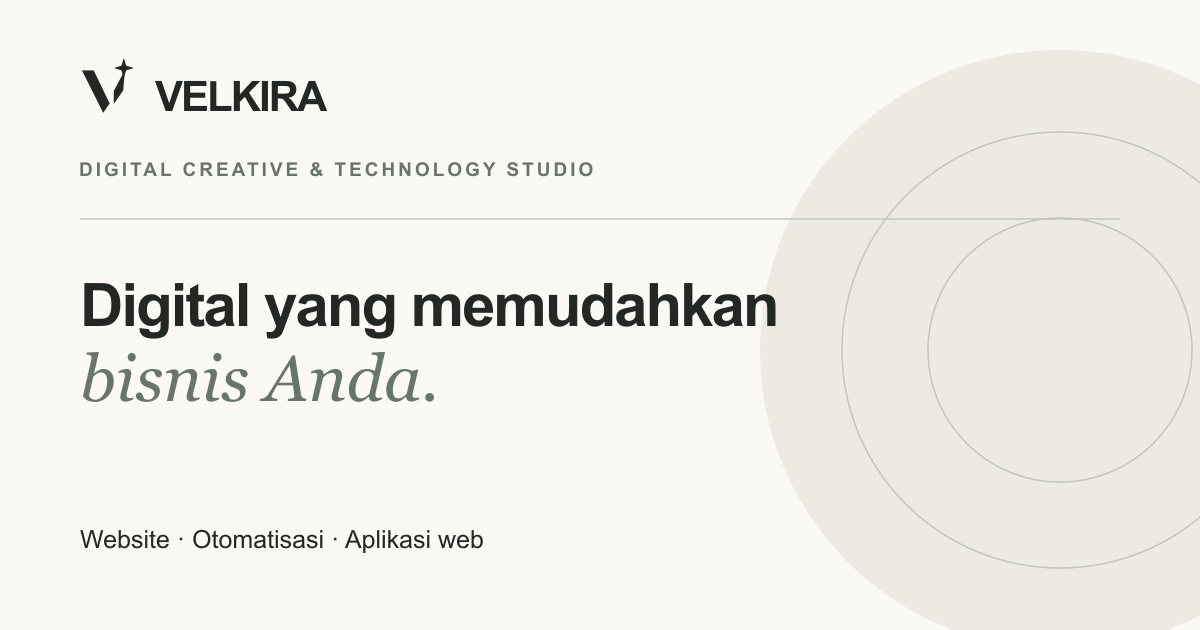 VELKIRA
DIGITAL CREATIVE & TECHNOLOGY STUDIO
Digital yang memudahkan
bisnis Anda.
Website · Otomatisasi · Aplikasi web